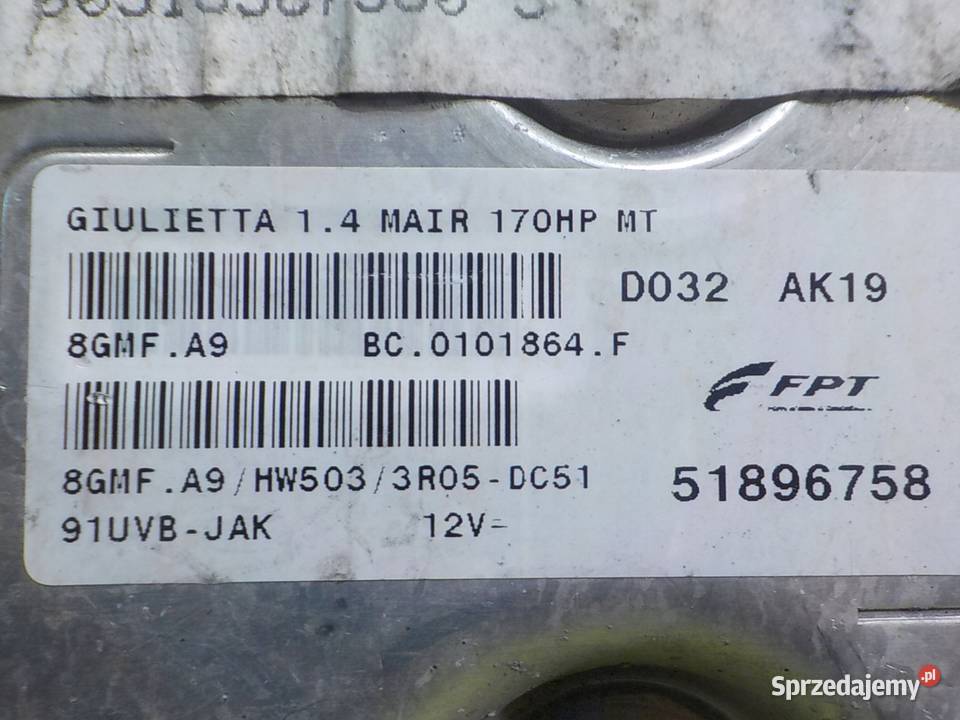 GIULIETTA 1.4 MAIR 170HP MT
D032 AK19
8GMF.A9 BC.0101864.F
FPT
8GMF.A9/HW503/3R05-DC51
51896758
91UVB-JAK 12V-
Sprzedajemy.pl